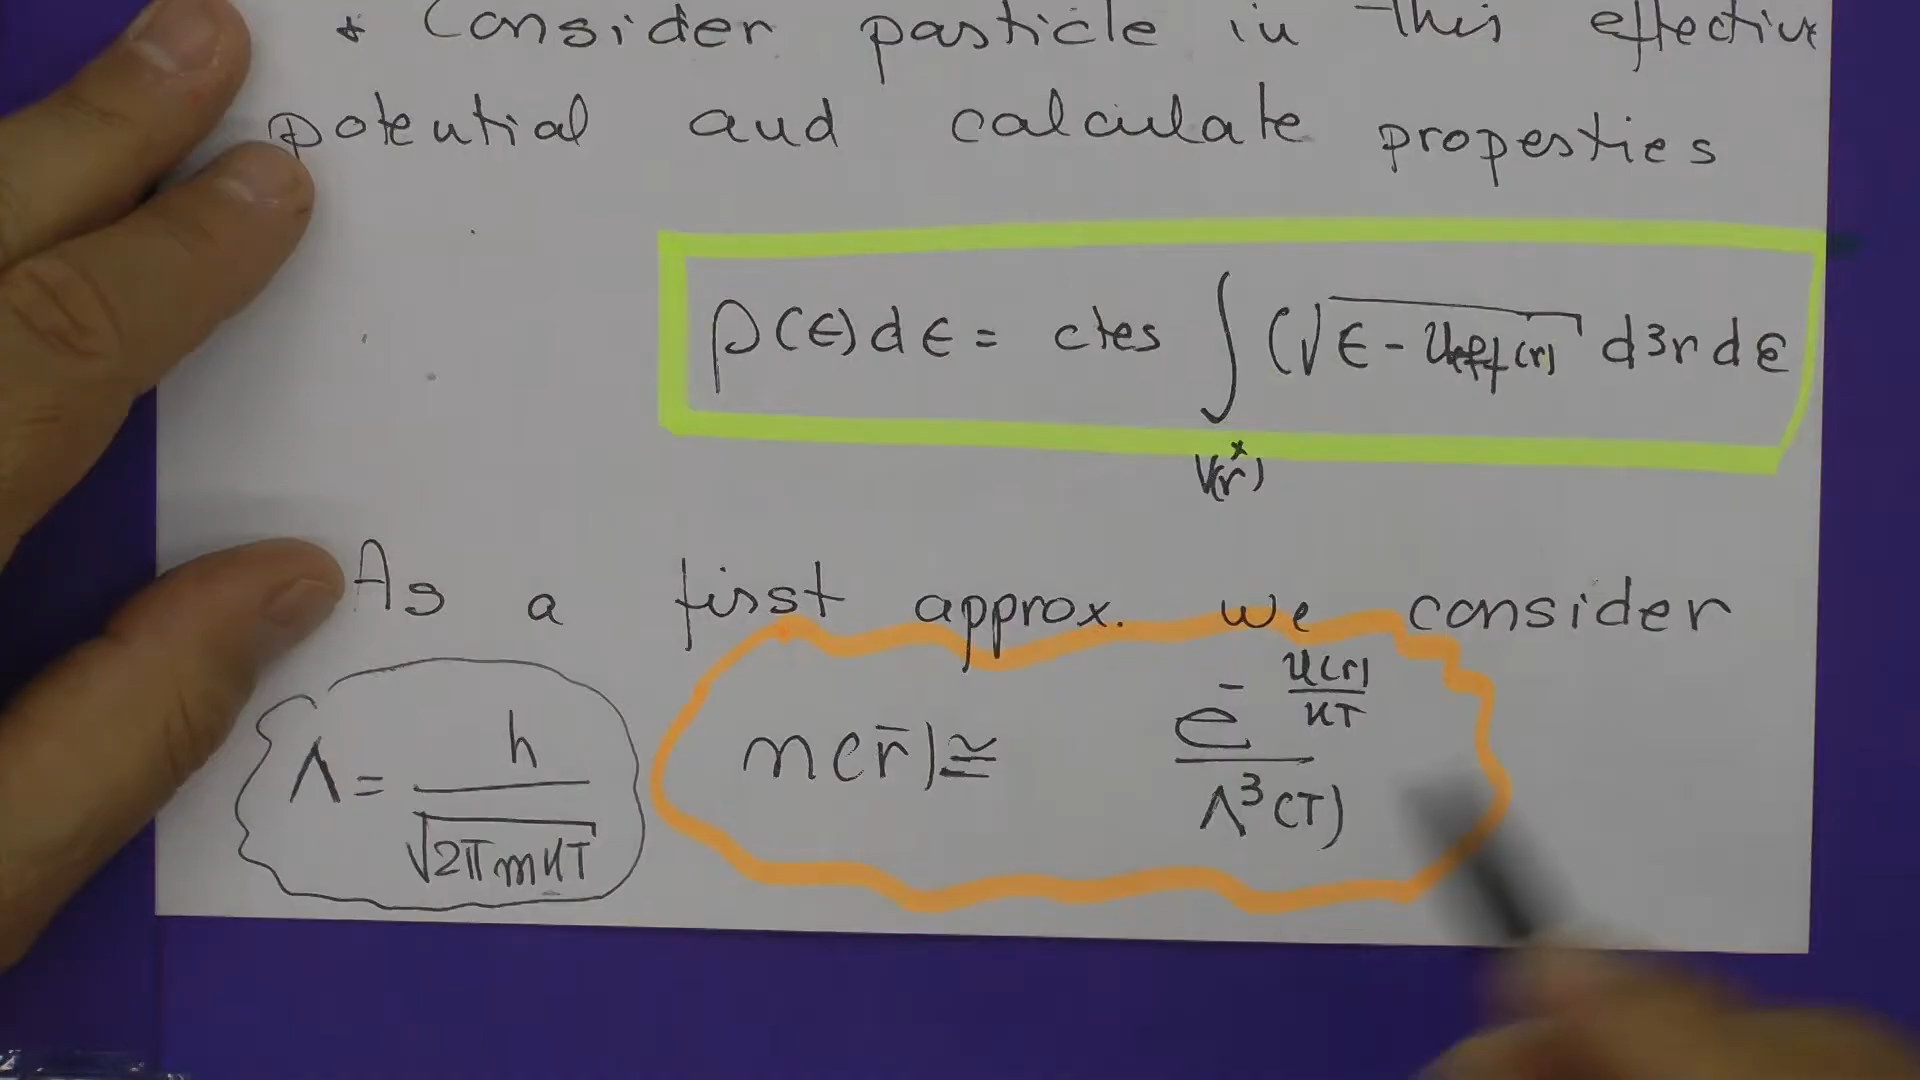 * Consider particle in this effective
potential and calculate properties
ρ(ϵ)dϵ = ctes ∫ (√ϵ - Ueff(r) d3r dϵ
V(r*)
As a first approx. we consider
Λ = h / √2πmKT
n(r̄) ≅ e^- U(r)/KT / Λ³(T)